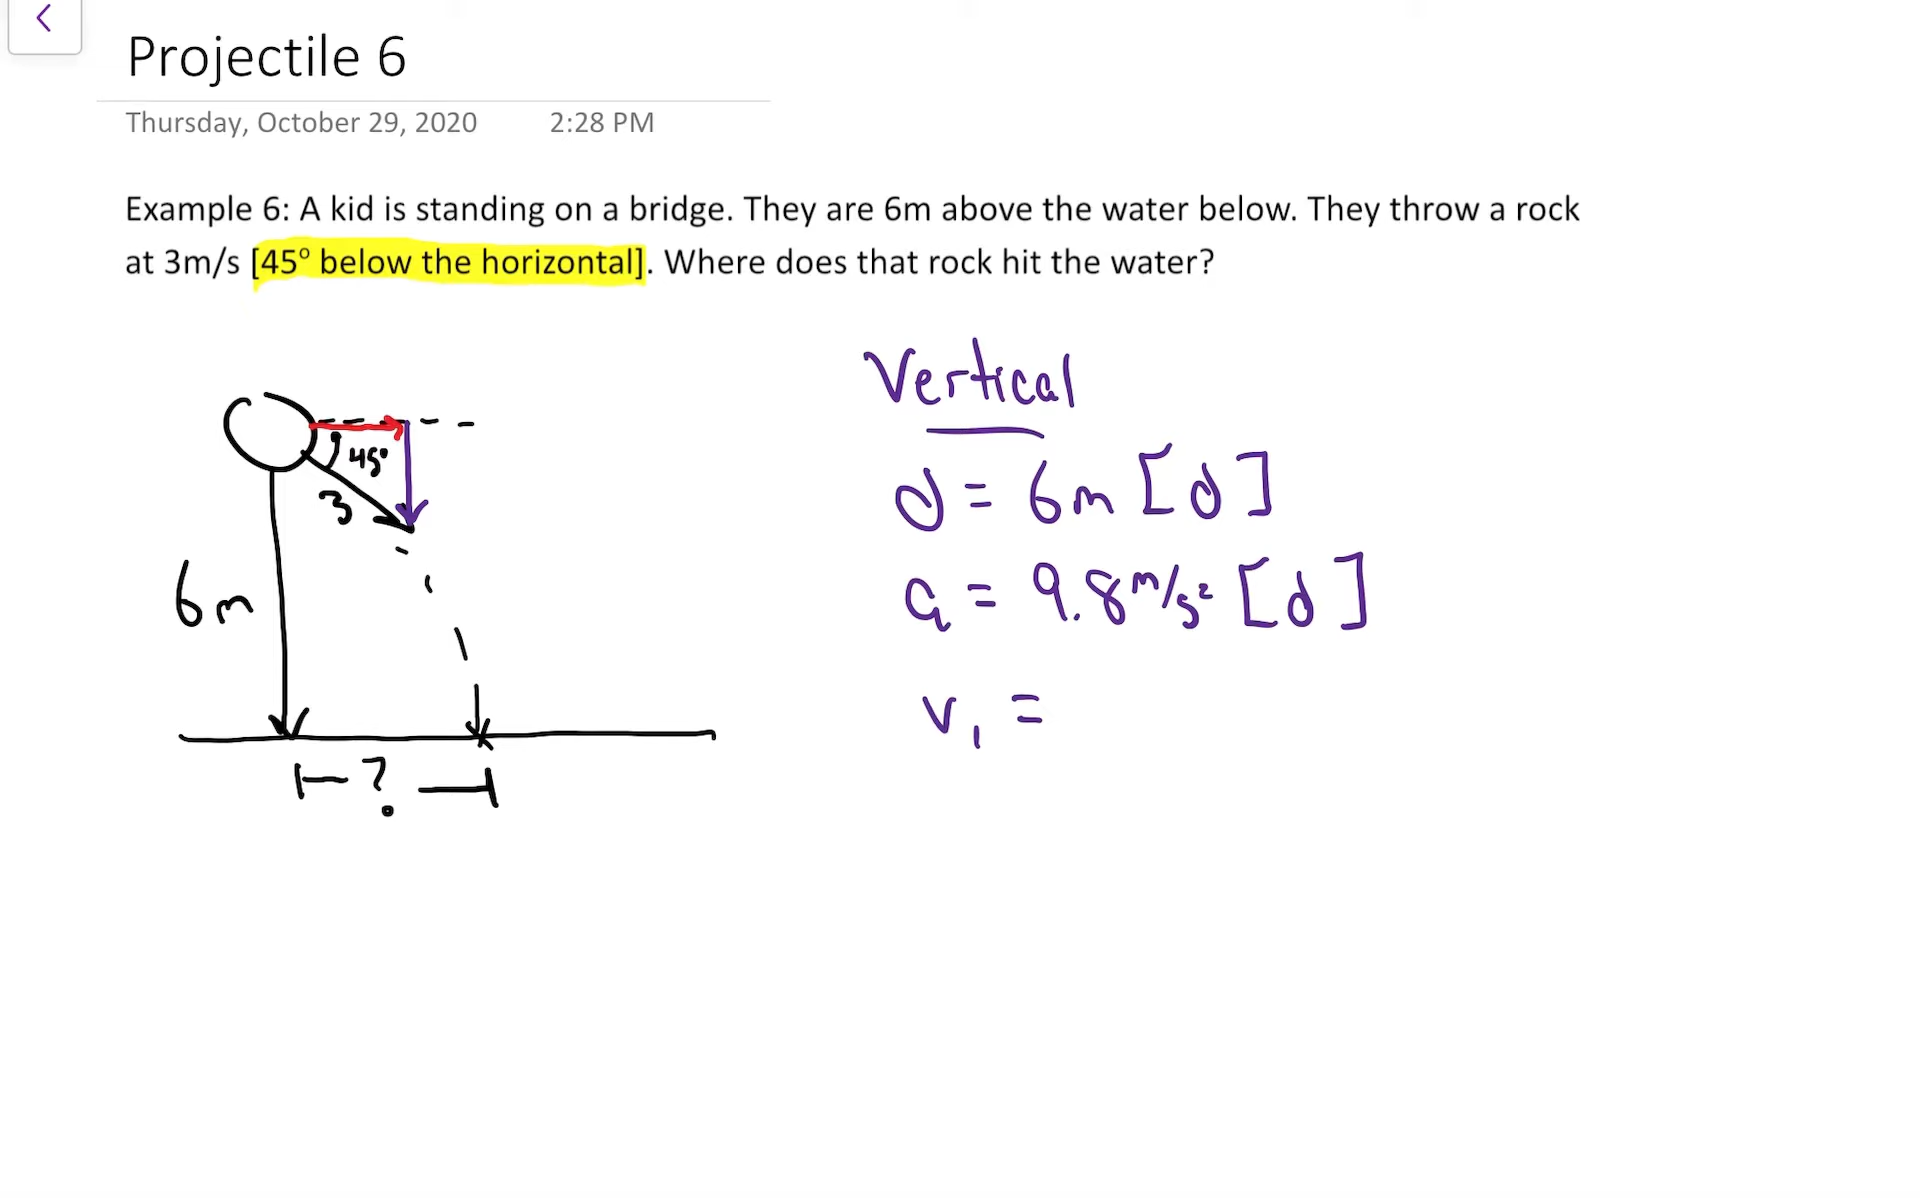 Projectile 6
Thursday, October 29, 2020 2:28 PM
Example 6: A kid is standing on a bridge. They are 6m above the water below. They throw a rock
at 3m/s [45° below the horizontal]. Where does that rock hit the water?
Vertical
d = 6m [d]
a = 9.8 m/s² [d]
v₁ =
45°
3
6m
?